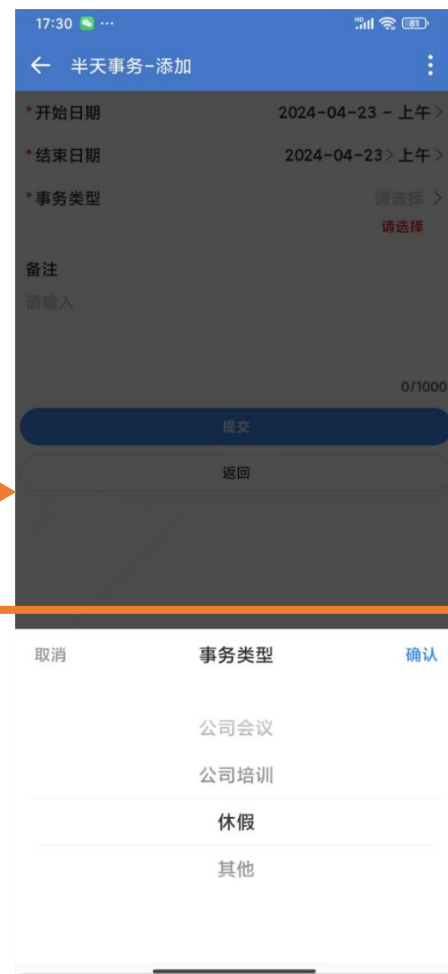 17:30 ... HD 81
← 半天事务-添加
*开始日期 2024-04-23 - 上午 >
*结束日期 2024-04-23 > 上午 >
*事务类型 请选择 >
请选择
备注
请输入
0/1000
提交
返回
取消 事务类型 确认
公司会议
公司培训
休假
其他